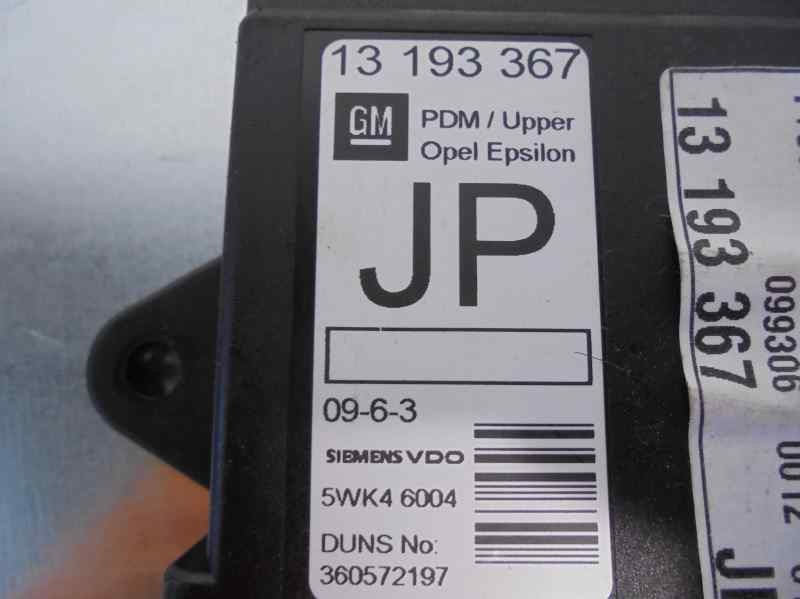 13 193 367
GM
PDM / Upper
Opel Epsilon
JP
09-6-3
SIEMENS VDO
5WK4 6004
DUNS No:
360572197
13 193 367
099306
0012